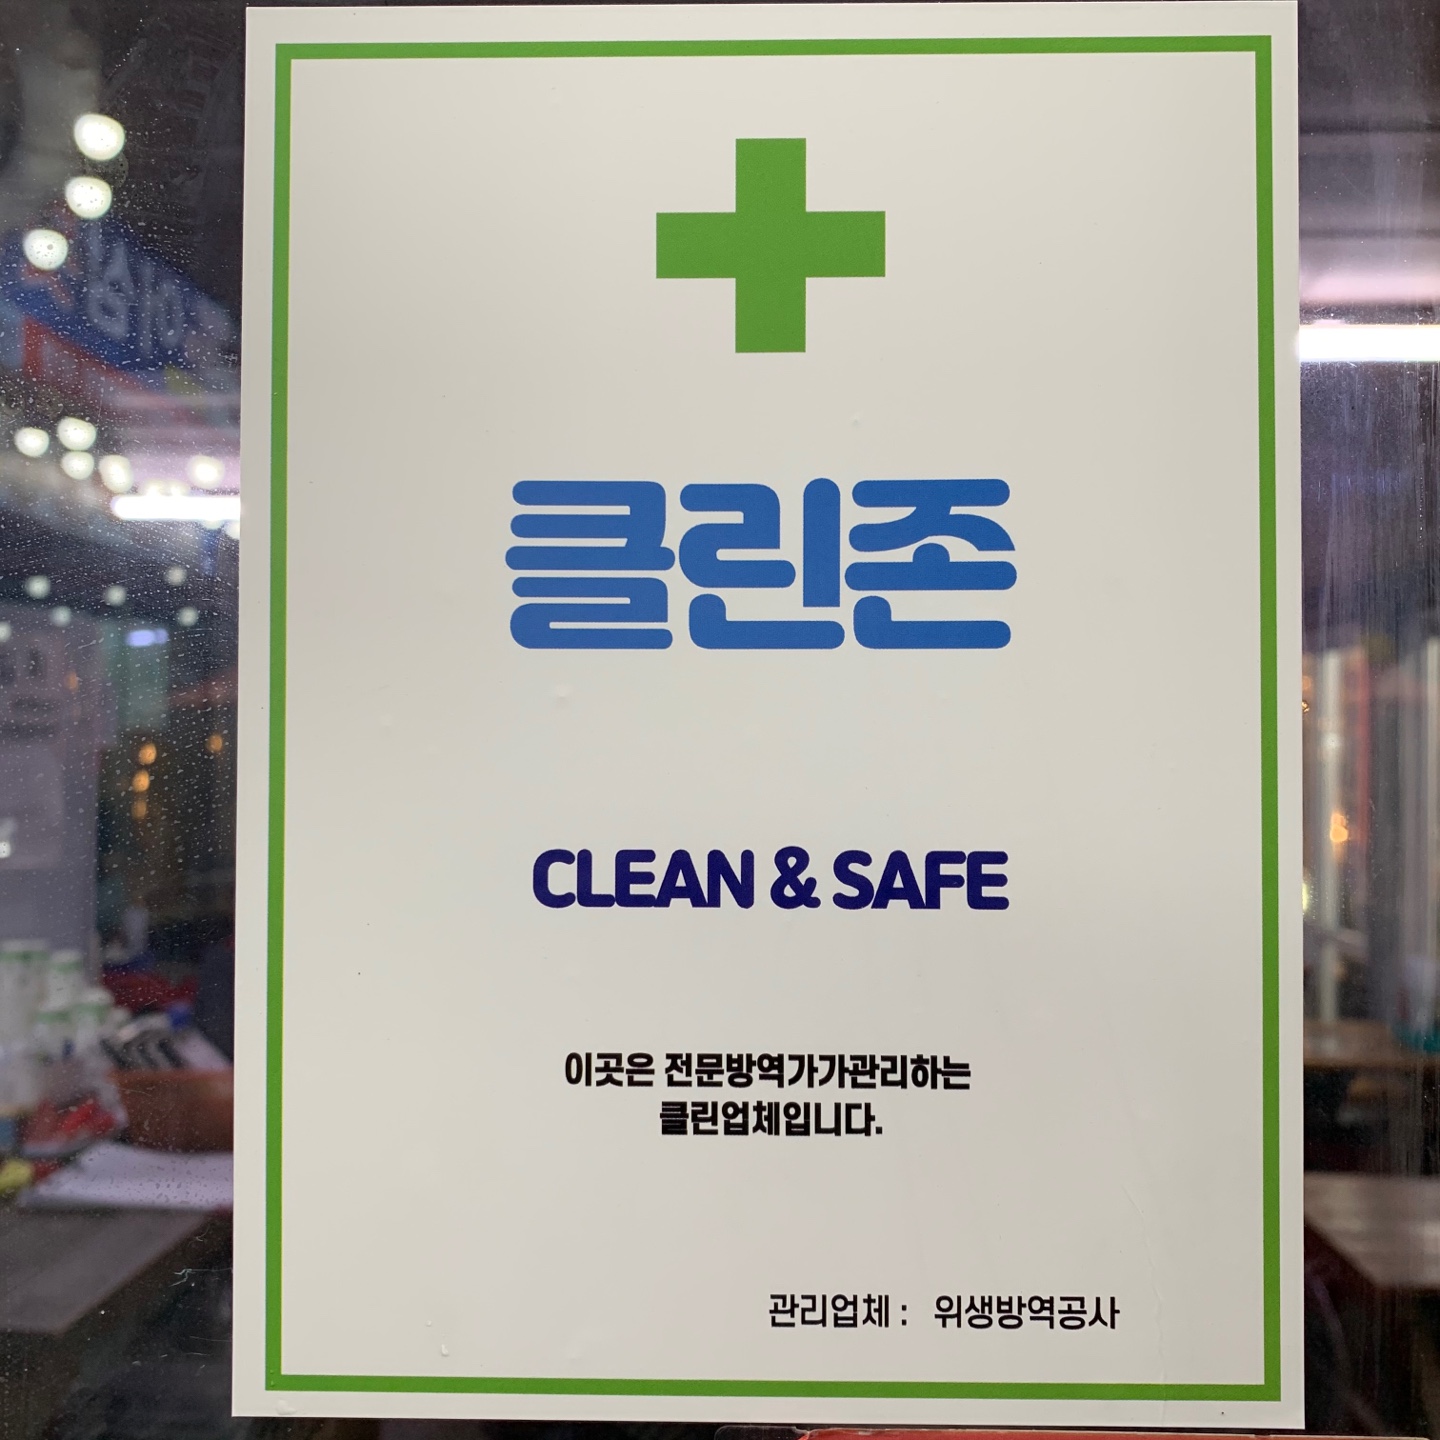 클린존
CLEAN & SAFE
이곳은 전문방역가가관리하는
클린업체입니다.
관리업체 : 위생방역공사